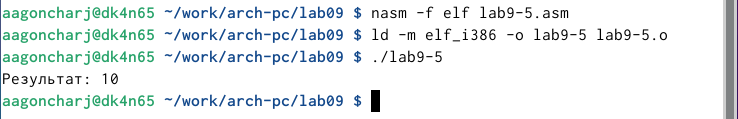 aagoncharj@dk4n65 ~/work/arch-pc/lab09 $ nasm -f elf lab9-5.asm
aagoncharj@dk4n65 ~/work/arch-pc/lab09 $ ld -m elf_i386 -o lab9-5 lab9-5.o
aagoncharj@dk4n65 ~/work/arch-pc/lab09 $ ./lab9-5
Результат: 10
aagoncharj@dk4n65 ~/work/arch-pc/lab09 $